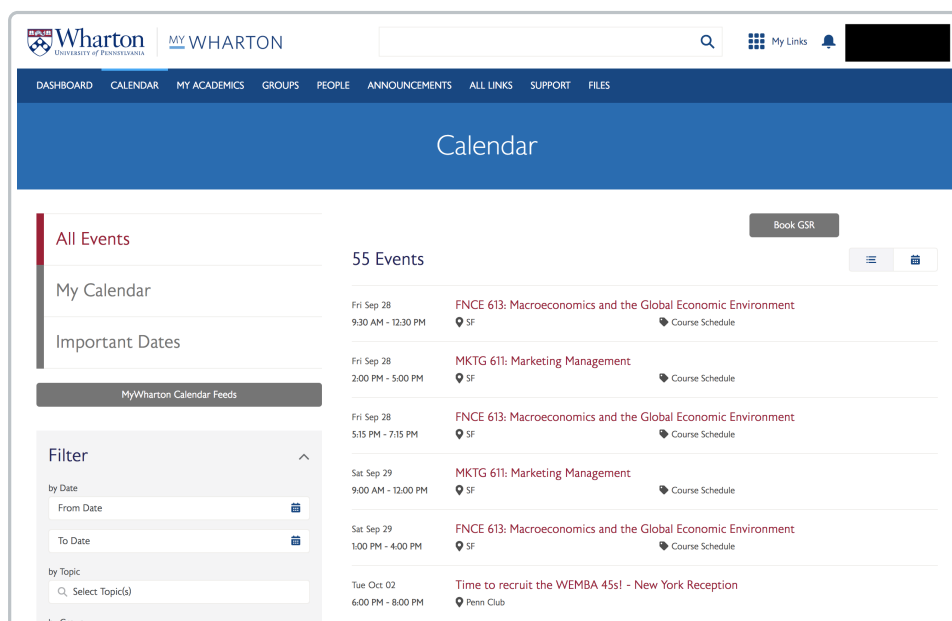 Wharton
UNIVERSITY of PENNSYLVANIA
MY WHARTON
My Links
DASHBOARD CALENDAR MY ACADEMICS GROUPS PEOPLE ANNOUNCEMENTS ALL LINKS SUPPORT FILES
Calendar
All Events
My Calendar
Important Dates
MyWharton Calendar Feeds
Filter
by Date
From Date
To Date
by Topic
Select Topic(s)
Book GSR
55 Events
Fri Sep 28 FNCE 613: Macroeconomics and the Global Economic Environment
9:30 AM - 12:30 PM SF Course Schedule
Fri Sep 28 MKTG 611: Marketing Management
2:00 PM - 5:00 PM SF Course Schedule
Fri Sep 28 FNCE 613: Macroeconomics and the Global Economic Environment
5:15 PM - 7:15 PM SF Course Schedule
Sat Sep 29 MKTG 611: Marketing Management
9:00 AM - 12:00 PM SF Course Schedule
Sat Sep 29 FNCE 613: Macroeconomics and the Global Economic Environment
1:00 PM - 4:00 PM SF Course Schedule
Tue Oct 02 Time to recruit the WEMBA 45s! - New York Reception
6:00 PM - 8:00 PM Penn Club